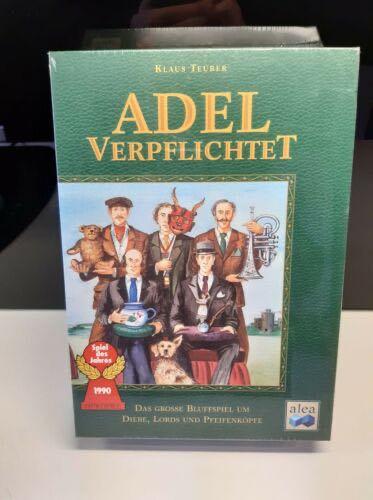 KLAUS TEUBER
ADEL
VERPFLICHTET
Spiel
des
Jahres
1990
DAS GROSSE BLUFFSPIEL UM
DIEBE, LORDS UND PFEIFENKÖPFE
alea